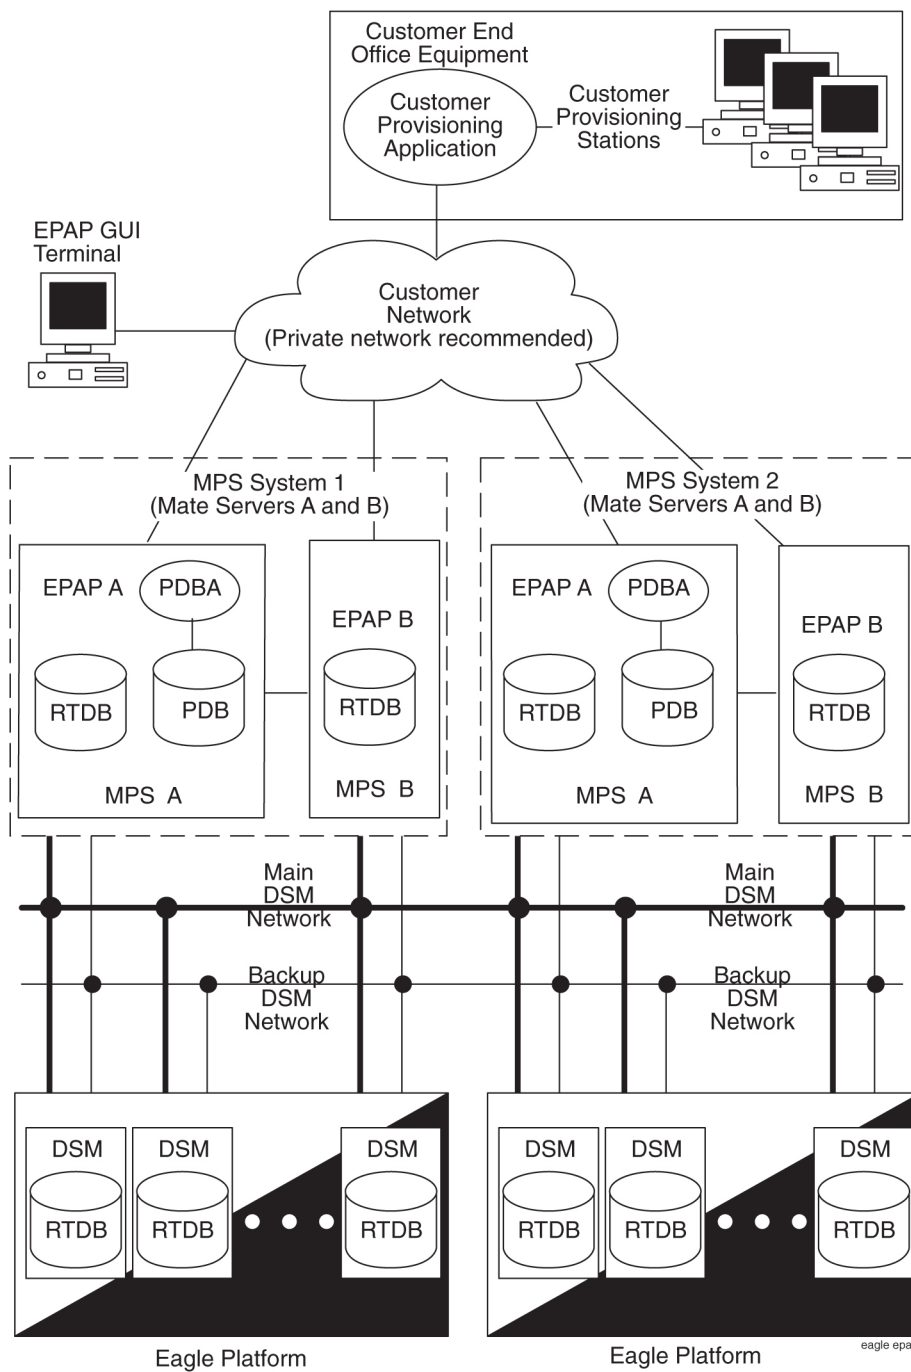 Customer End
Office Equipment
Customer
Provisioning
Application
Customer
Provisioning
Stations
EPAP GUI
Terminal
Customer
Network
(Private network recommended)
MPS System 1
(Mate Servers A and B)
EPAP A
PDBA
RTDB
PDB
MPS A
EPAP B
RTDB
MPS B
MPS System 2
(Mate Servers A and B)
EPAP A
PDBA
RTDB
PDB
MPS A
EPAP B
RTDB
MPS B
Main
DSM
Network
Main
DSM
Network
Backup
DSM
Network
Backup
DSM
Network
DSM
RTDB
DSM
RTDB
DSM
RTDB
DSM
RTDB
DSM
RTDB
DSM
RTDB
Eagle Platform
Eagle Platform
eagle epa